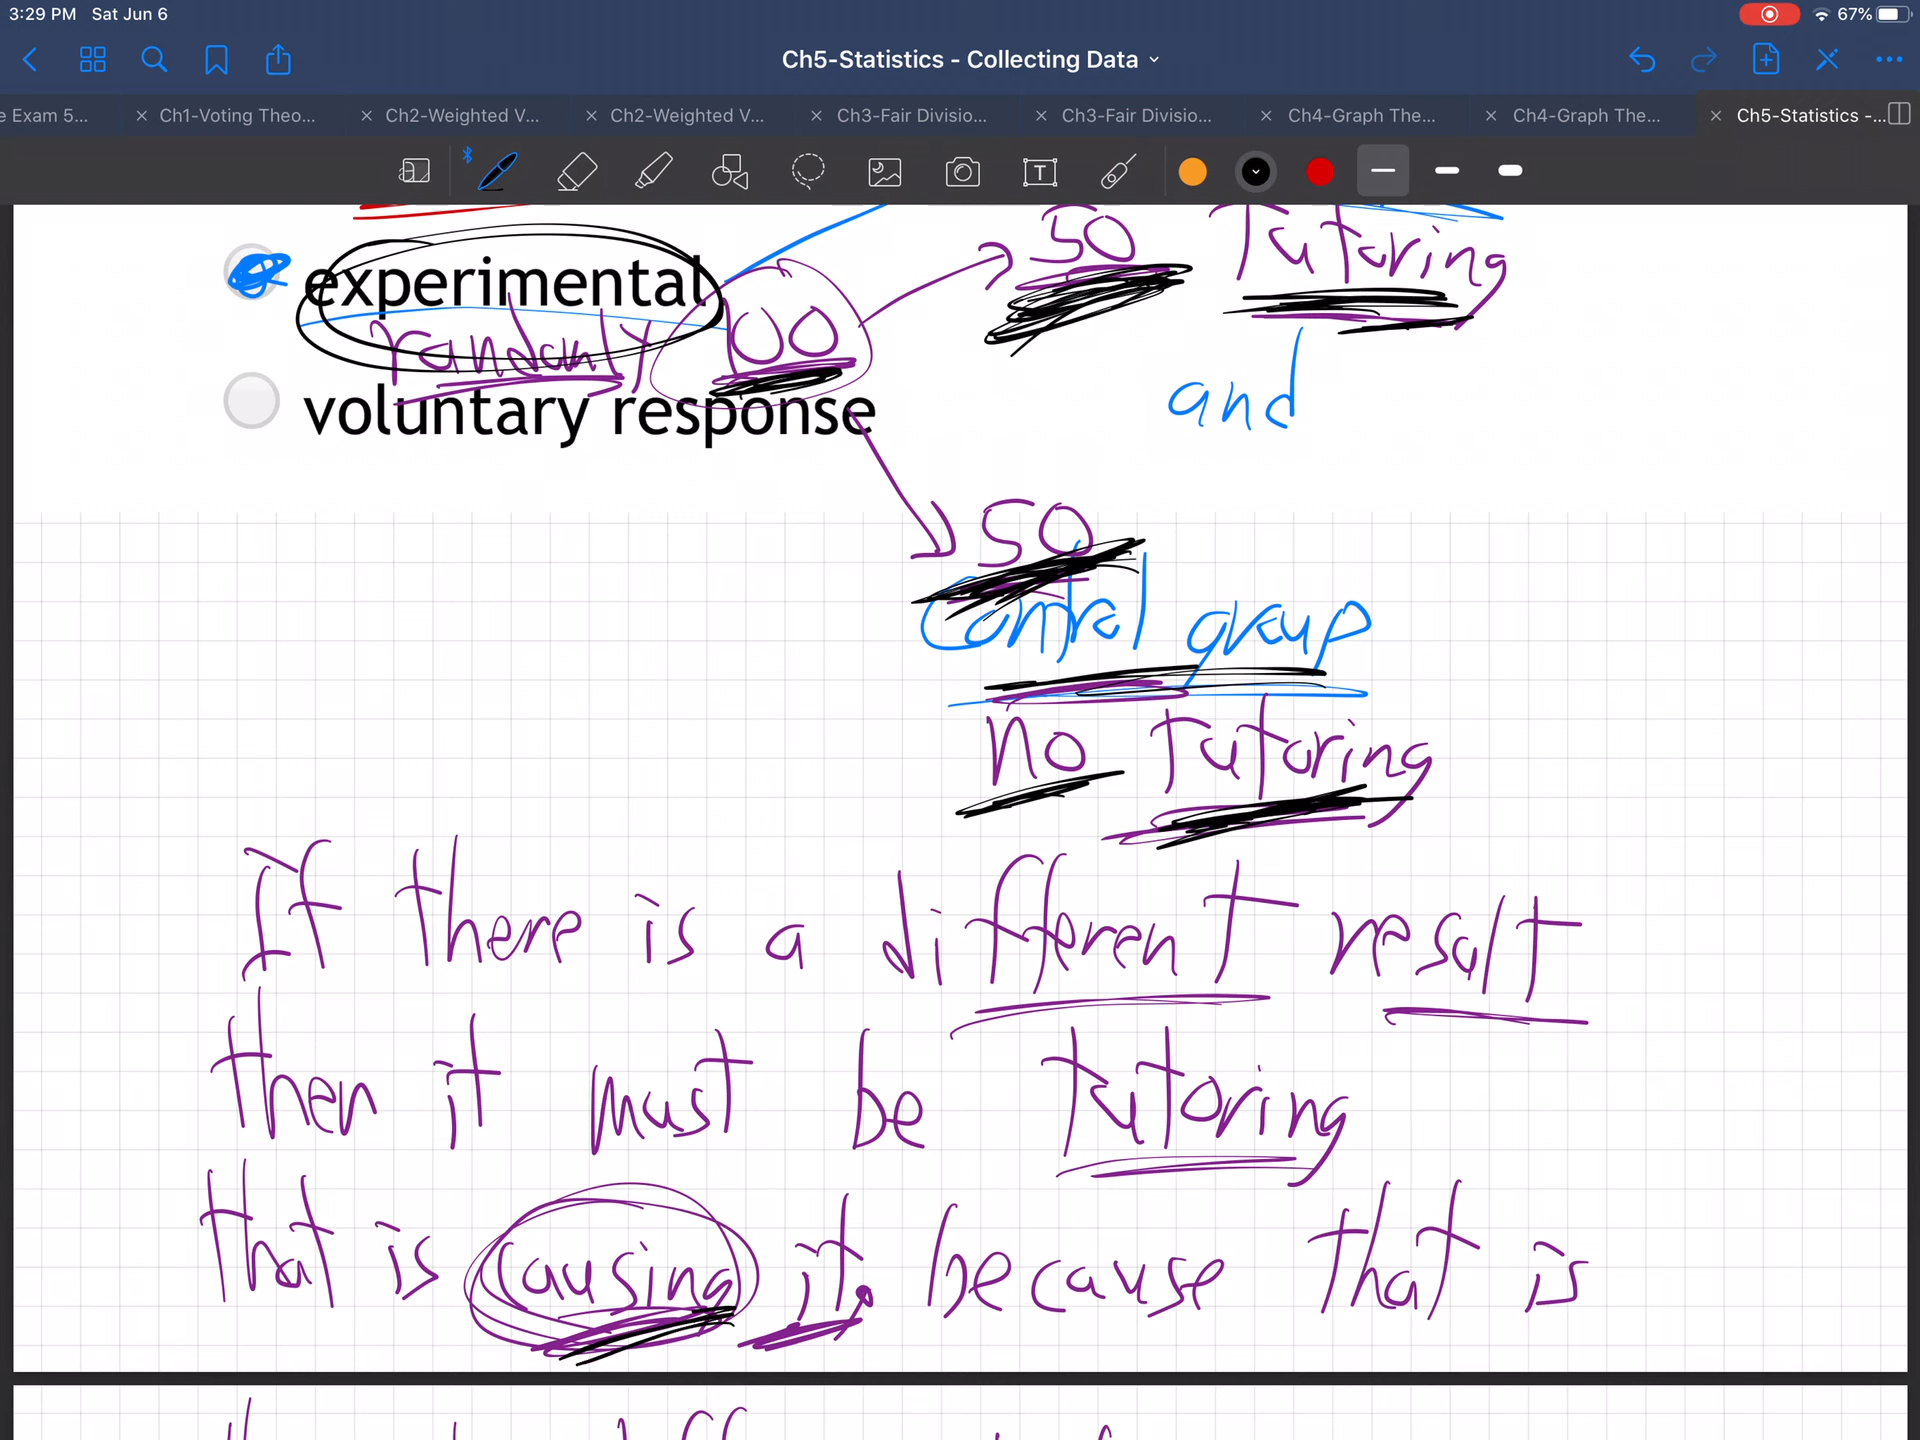 3:29 PM Sat Jun 6 67%
Ch5-Statistics - Collecting Data
e Exam 5... Ch1-Voting Theo... Ch2-Weighted V... Ch2-Weighted V... Ch3-Fair Divisio... Ch3-Fair Divisio... Ch4-Graph The... Ch4-Graph The... Ch5-Statistics -...
T
50 Tutoring
experimental
randomly 100
and
voluntary response
50
Control group
no tutoring
If there is a different result
then it must be tutoring
that is causing it. because that is